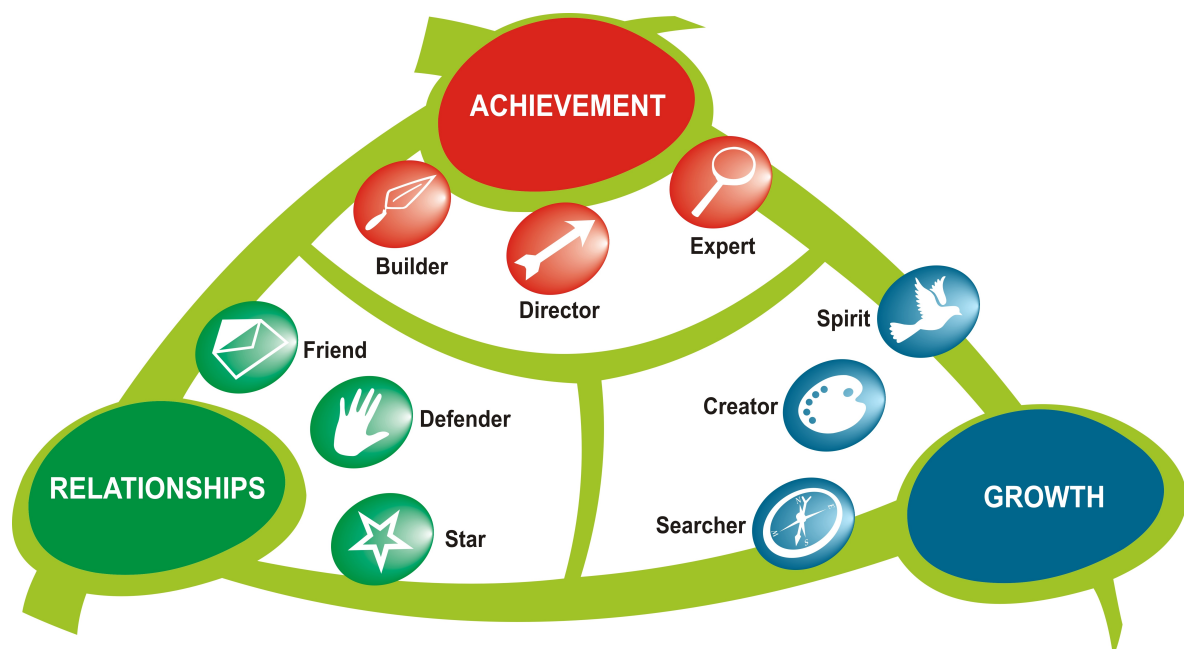 ACHIEVEMENT
Builder
Director
Expert
Spirit
Friend
Defender
Creator
RELATIONSHIPS
GROWTH
Star
Searcher
N
E
S
W